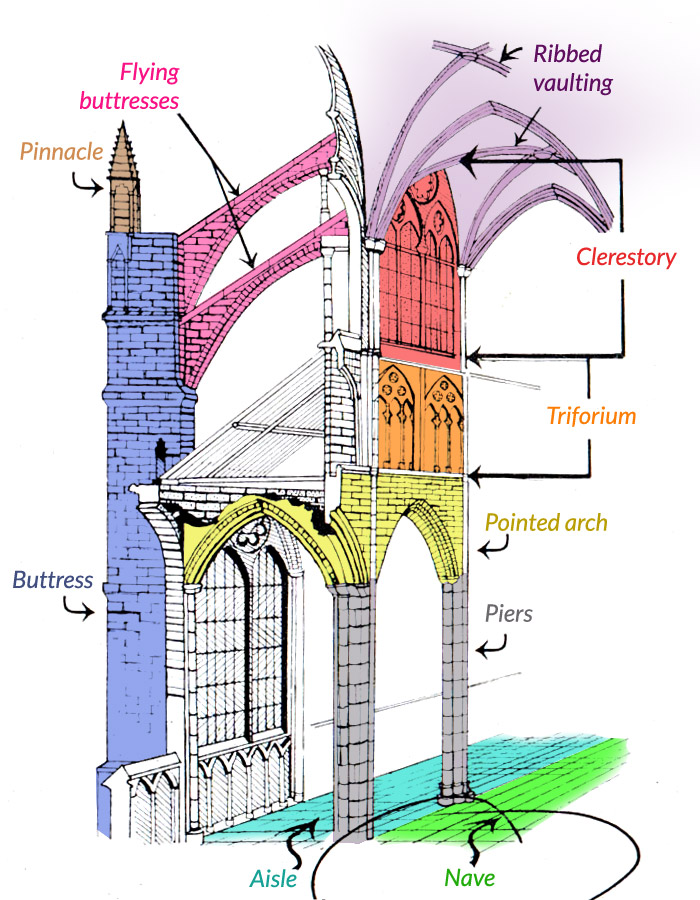 Ribbed
vaulting
Flying
buttresses
Pinnacle
Clerestory
Triforium
Pointed arch
Buttress
Piers
Aisle
Nave